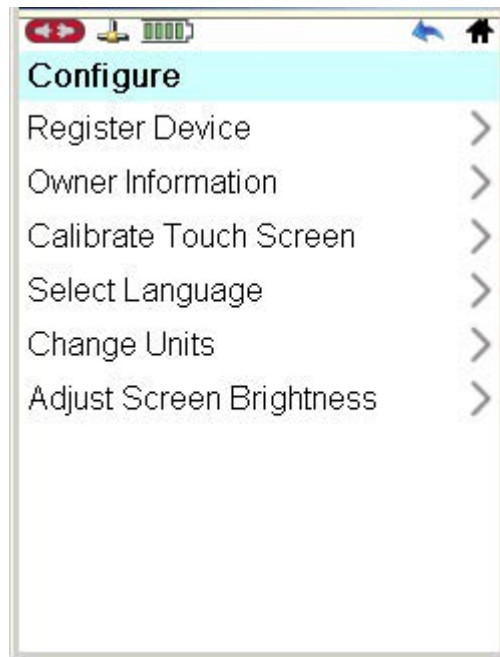 Configure
Register Device
Owner Information
Calibrate Touch Screen
Select Language
Change Units
Adjust Screen Brightness